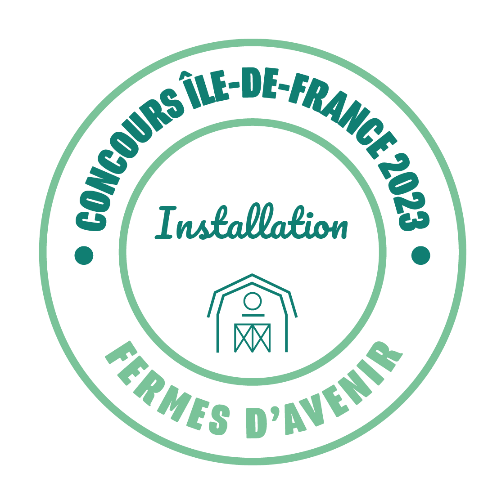 CONCOURS ÎLE-DE-FRANCE 2023
Installation
FERMES D'AVENIR